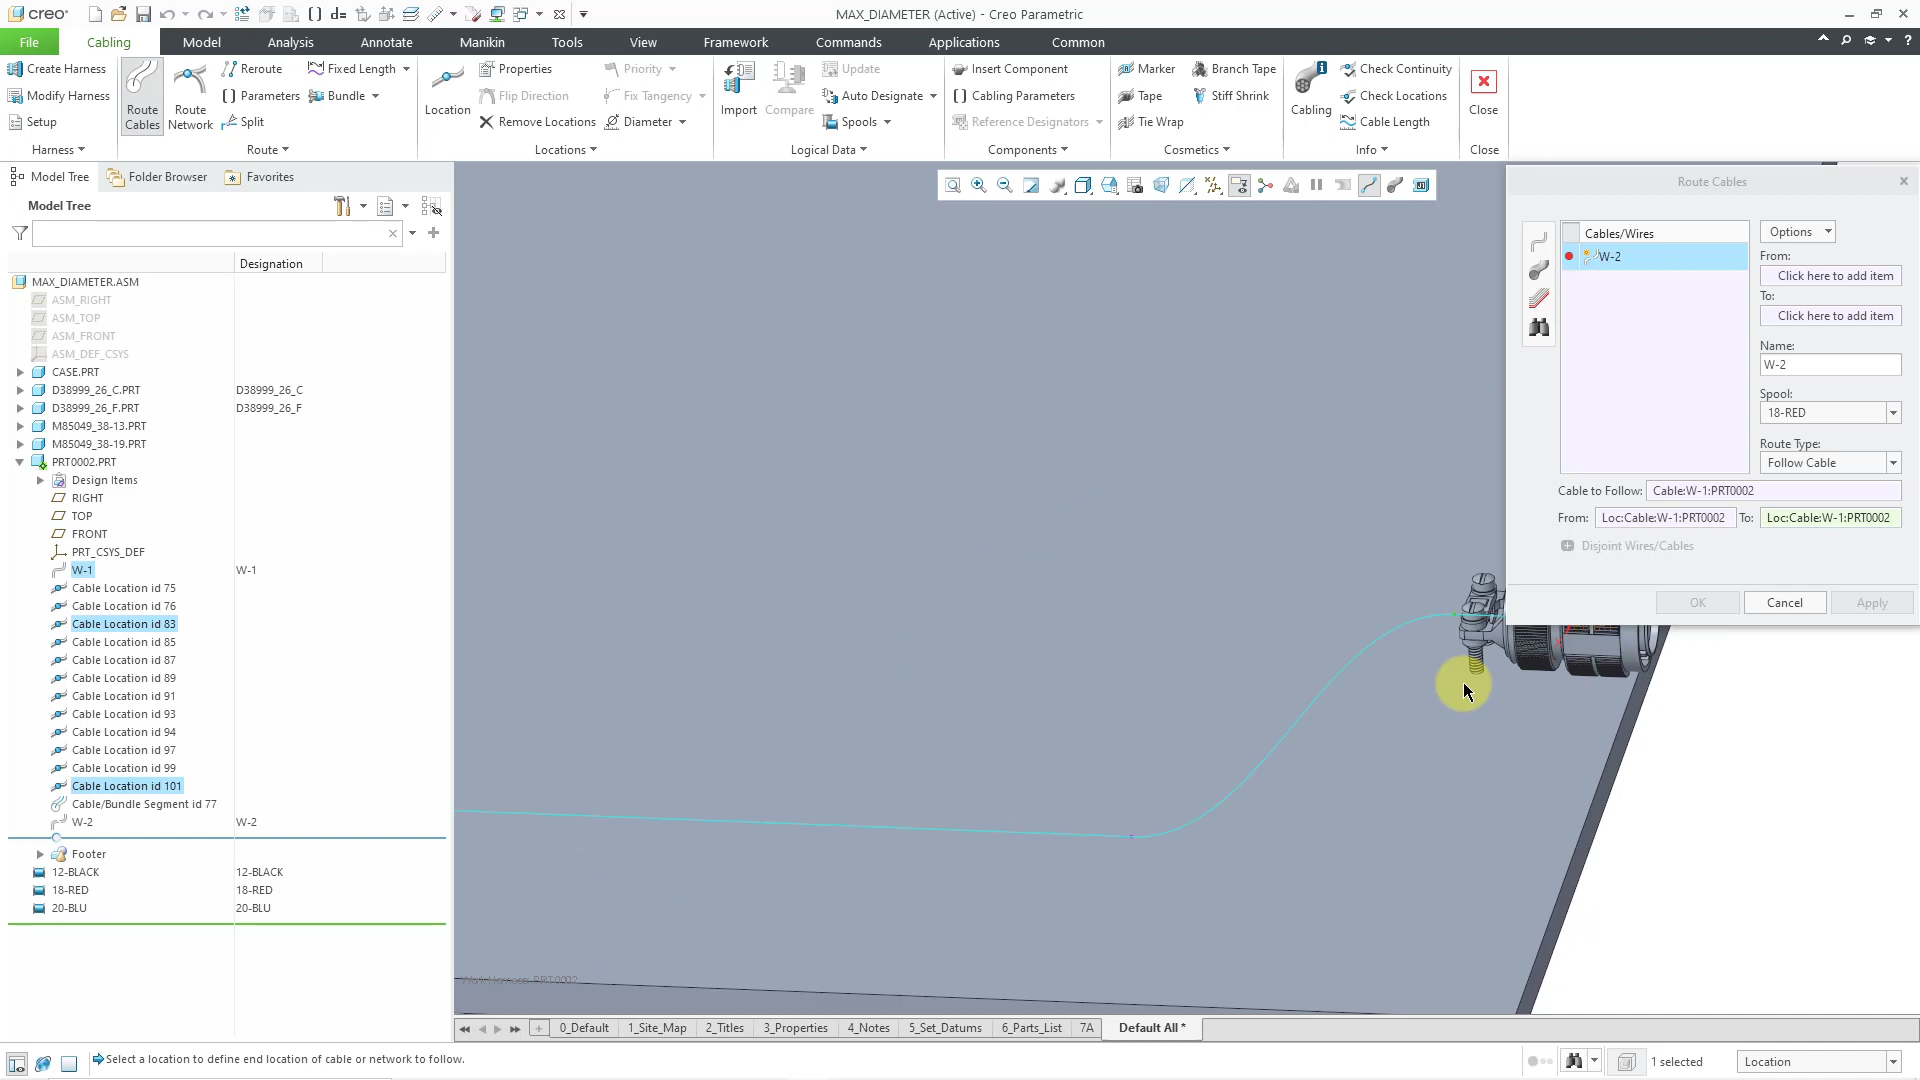 creo
MAX_DIAMETER (Active) - Creo Parametric
File
Cabling
Model
Analysis
Annotate
Manikin
Tools
View
Framework
Commands
Applications
Common
Create Harness
Modify Harness
Setup
Harness
Route Cables
Route Network
Reroute
Parameters
Split
Fixed Length
Bundle
Route
Location
Properties
Flip Direction
Remove Locations
Priority
Fix Tangency
Diameter
Locations
Import
Compare
Update
Auto Designate
Spools
Logical Data
Insert Component
Cabling Parameters
Reference Designators
Components
Marker
Tape
Tie Wrap
Branch Tape
Stiff Shrink
Cosmetics
Cabling
Check Continuity
Check Locations
Cable Length
Info
Close
Close
Model Tree
Folder Browser
Favorites
Model Tree
Designation
MAX_DIAMETER.ASM
ASM_RIGHT
ASM_TOP
ASM_FRONT
ASM_DEF_CSYS
CASE.PRT
D38999_26_C.PRT D38999_26_C
D38999_26_F.PRT D38999_26_F
M85049_38-13.PRT
M85049_38-19.PRT
PRT0002.PRT
Design Items
RIGHT
TOP
FRONT
PRT_CSYS_DEF
W-1 W-1
Cable Location id 75
Cable Location id 76
Cable Location id 83
Cable Location id 85
Cable Location id 87
Cable Location id 89
Cable Location id 91
Cable Location id 93
Cable Location id 94
Cable Location id 97
Cable Location id 99
Cable Location id 101
Cable/Bundle Segment id 77
W-2 W-2
Footer
12-BLACK 12-BLACK
18-RED 18-RED
20-BLU 20-BLU
Route Cables
Cables/Wires
W-2
Options
From:
Click here to add item
To:
Click here to add item
Name:
W-2
Spool:
18-RED
Route Type:
Follow Cable
Cable to Follow: Cable:W-1:PRT0002
From: Loc:Cable:W-1:PRT0002 To: Loc:Cable:W-1:PRT0002
Disjoint Wires/Cables
OK
Cancel
Apply
Work Harness: PRT0002
0_Default
1_Site_Map
2_Titles
3_Properties
4_Notes
5_Set_Datums
6_Parts_List
7A
Default All *
Select a location to define end location of cable or network to follow.
1 selected
Location